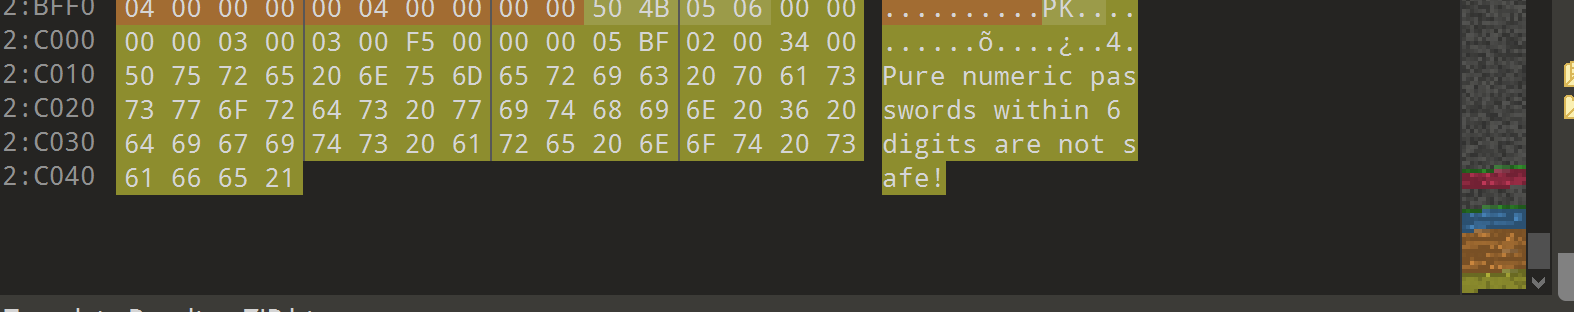 2:BFF0 04 00 00 00 00 04 00 00 00 00 50 4B 05 06 00 00 ..........PK....
2:C000 00 00 03 00 03 00 F5 00 00 00 05 BF 02 00 34 00 ......õ....¿..4.
2:C010 50 75 72 65 20 6E 75 6D 65 72 69 63 20 70 61 73 Pure numeric pas
2:C020 73 77 6F 72 64 73 20 77 69 74 68 69 6E 20 36 20 swords within 6
2:C030 64 69 67 69 74 73 20 61 72 65 20 6E 6F 74 20 73 digits are not s
2:C040 61 66 65 21 afe!